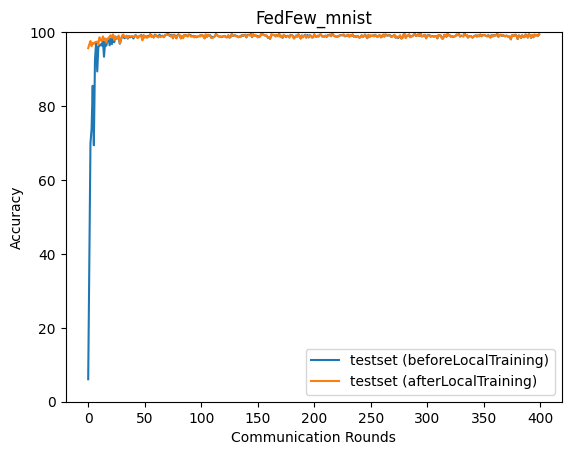 FedFew_mnist
100
80
60
40
20
0
Accuracy
testset (beforeLocalTraining)
testset (afterLocalTraining)
0 50 100 150 200 250 300 350 400
Communication Rounds